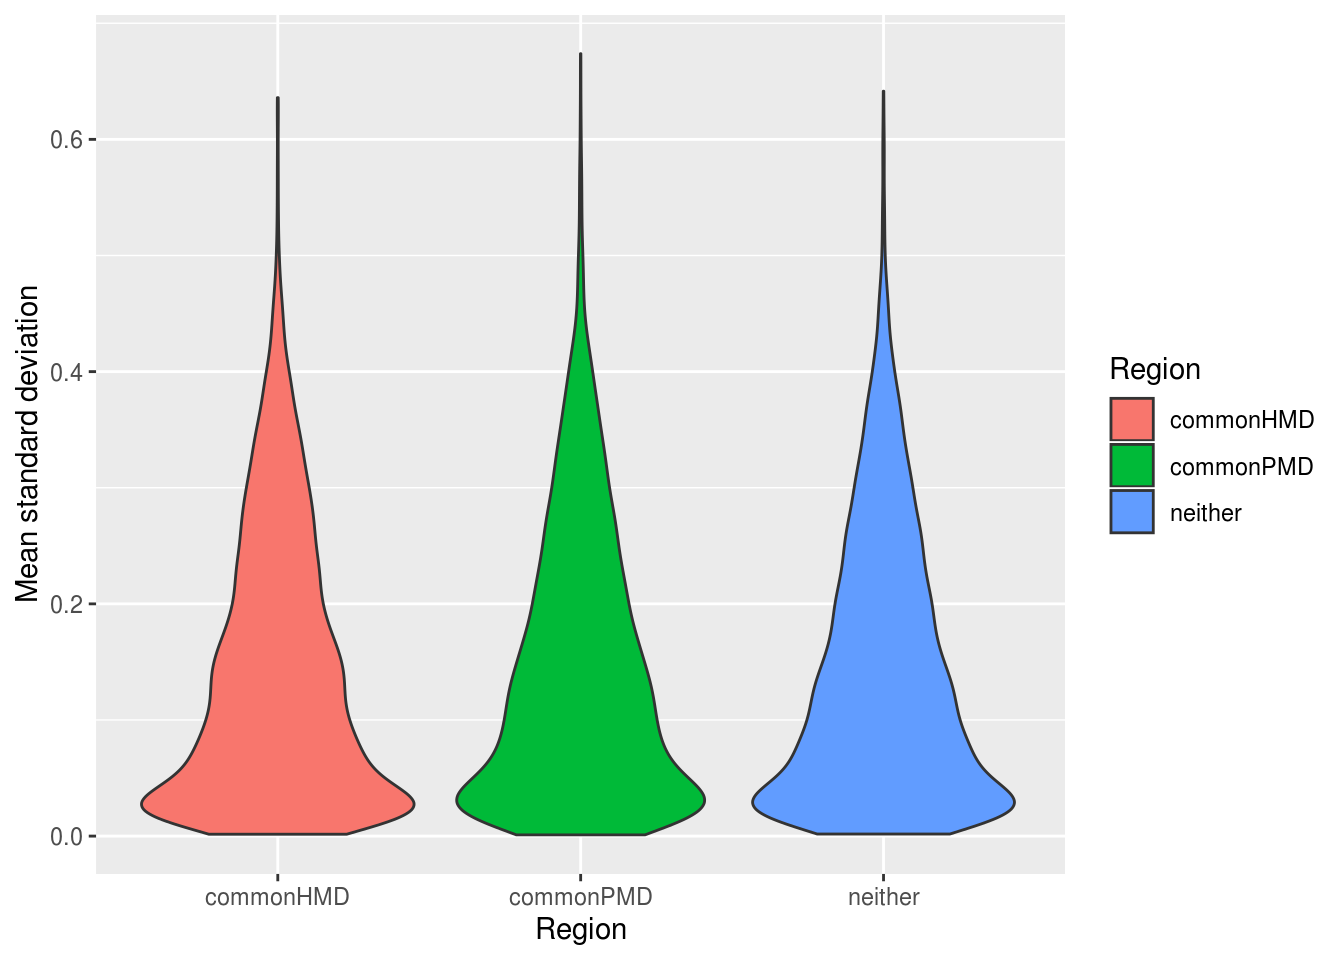 Mean standard deviation
0.6
0.4
0.2
0.0
commonHMD
commonPMD
neither
Region
Region
commonHMD
commonPMD
neither